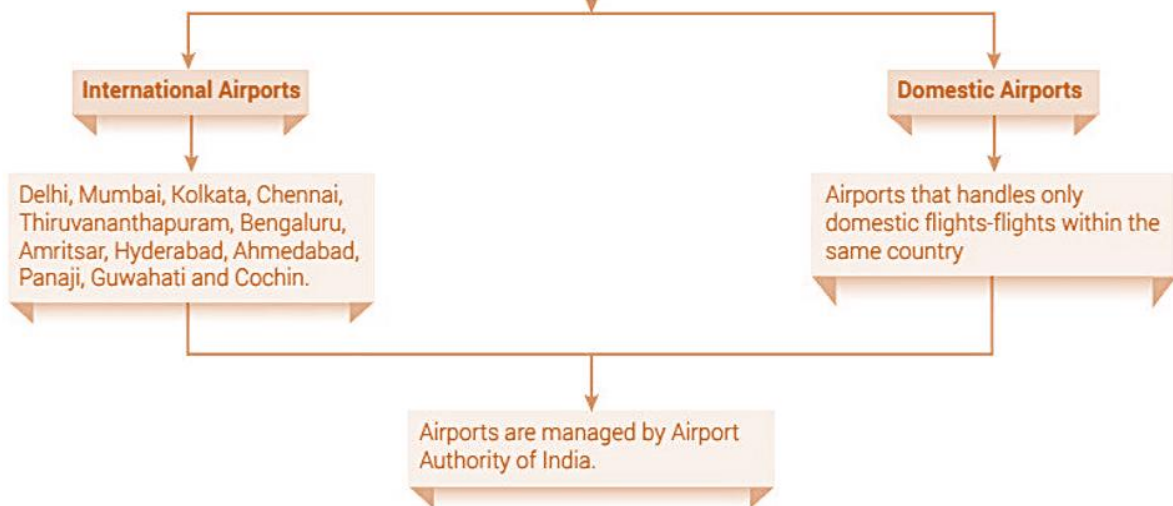 International Airports
Domestic Airports
Delhi, Mumbai, Kolkata, Chennai,
Thiruvananthapuram, Bengaluru,
Amritsar, Hyderabad, Ahmedabad,
Panaji, Guwahati and Cochin.
Airports that handles only
domestic flights-flights within the
same country
Airports are managed by Airport
Authority of India.